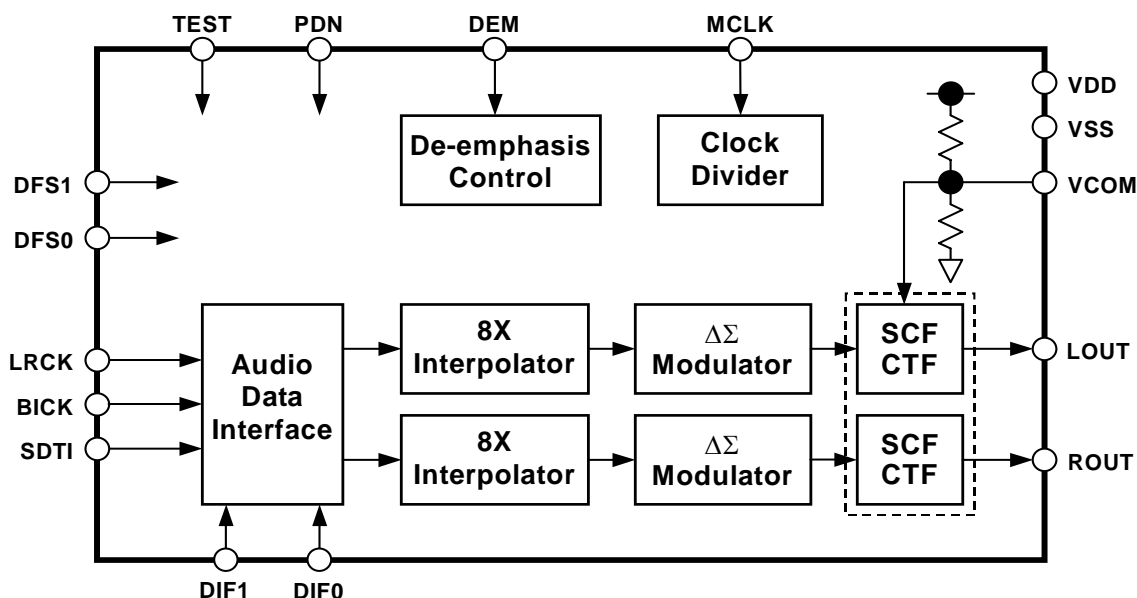 TEST
PDN
DEM
MCLK
VDD
VSS
VCOM
De-emphasis
Control
Clock
Divider
DFS1
DFS0
LRCK
BICK
SDTI
Audio
Data
Interface
8X
Interpolator
ΔΣ
Modulator
SCF
CTF
LOUT
8X
Interpolator
ΔΣ
Modulator
SCF
CTF
ROUT
DIF1
DIF0